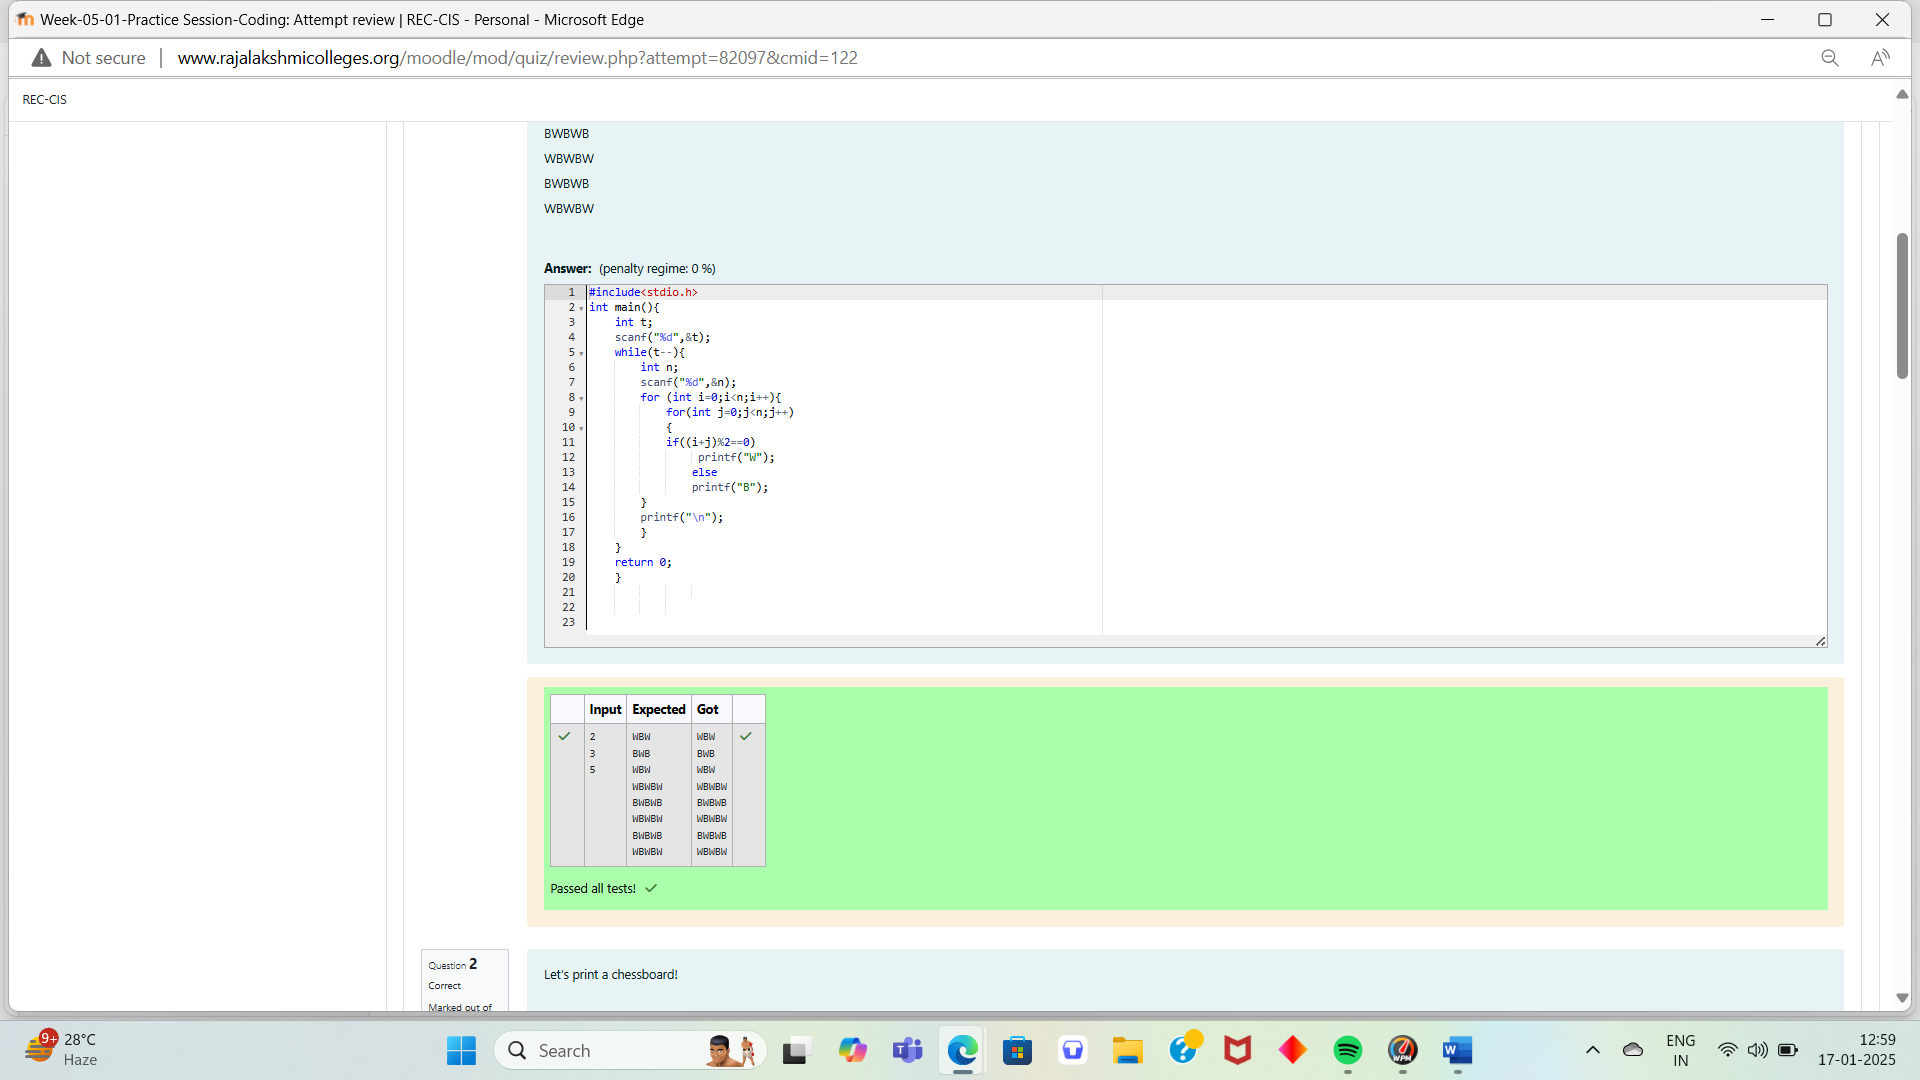 Week-05-01-Practice Session-Coding: Attempt review | REC-CIS - Personal - Microsoft Edge
Not secure | www.rajalakshmicolleges.org/moodle/mod/quiz/review.php?attempt=82097&cmid=122
REC-CIS
BWBWB
WBWBW
BWBWB
WBWBW
Answer: (penalty regime: 0 %)
1 #include<stdio.h>
2 int main(){
3     int t;
4     scanf("%d",&t);
5     while(t--){
6         int n;
7         scanf("%d",&n);
8         for (int i=0;i<n;i++){
9             for(int j=0;j<n;j++)
10             {
11             if((i+j)%2==0)
12                 printf("W");
13                 else
14                 printf("B");
15         }
16         printf("\n");
17         }
18     }
19     return 0;
20     }
21
22
23
Input Expected Got
2 WBW WBW
3 BWB BWB
5 WBW WBW
WBWBW WBWBW
BWBWB BWBWB
WBWBW WBWBW
BWBWB BWBWB
WBWBW WBWBW
Passed all tests!
Question 2
Correct
Marked out of
Let's print a chessboard!
9+
28°C
Haze
Search
WPM
ENG
IN
12:59
17-01-2025